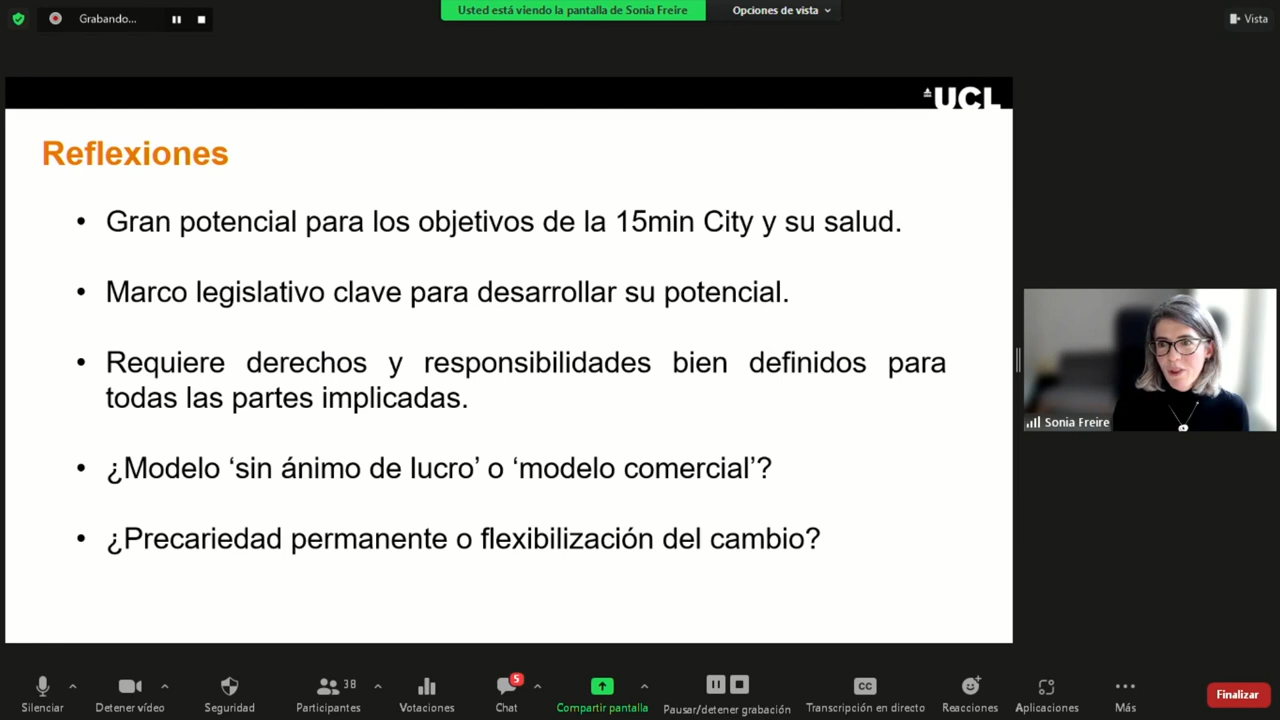 Grabando...
Usted está viendo la pantalla de Sonia Freire
Opciones de vista
Vista
UCL
Reflexiones
• Gran potencial para los objetivos de la 15min City y su salud.
• Marco legislativo clave para desarrollar su potencial.
• Requiere derechos y responsibilidades bien definidos para
todas las partes implicadas.
• ¿Modelo ‘sin ánimo de lucro’ o ‘modelo comercial’?
• ¿Precariedad permanente o flexibilización del cambio?
Sonia Freire
38
5
CC
Silenciar
Detener vídeo
Seguridad
Participantes
Votaciones
Chat
Compartir pantalla
Pausar/detener grabación
Transcripción en directo
Reacciones
Aplicaciones
Más
Finalizar